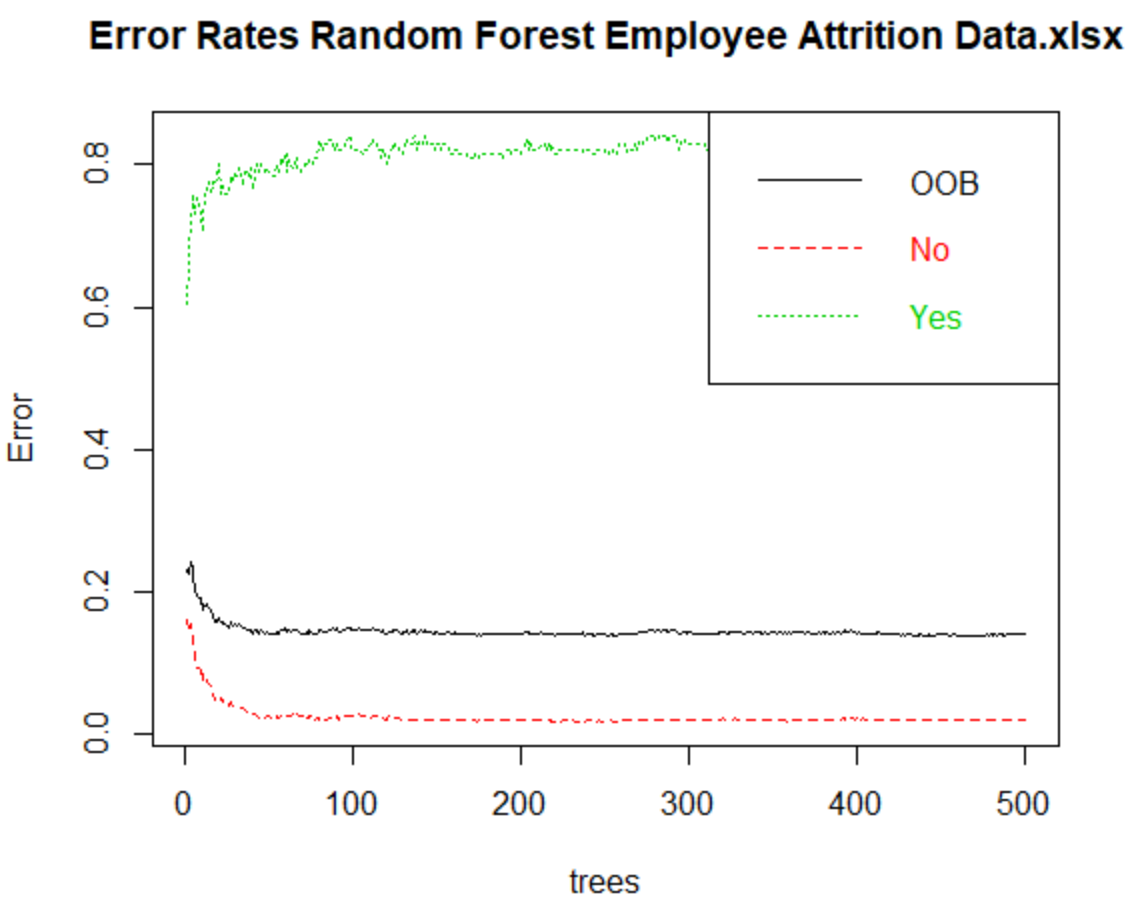 Error Rates Random Forest Employee Attrition Data.xlsx
OOB
No
Yes
0.8
0.6
0.4
0.2
0.0
Error
0 100 200 300 400 500
trees